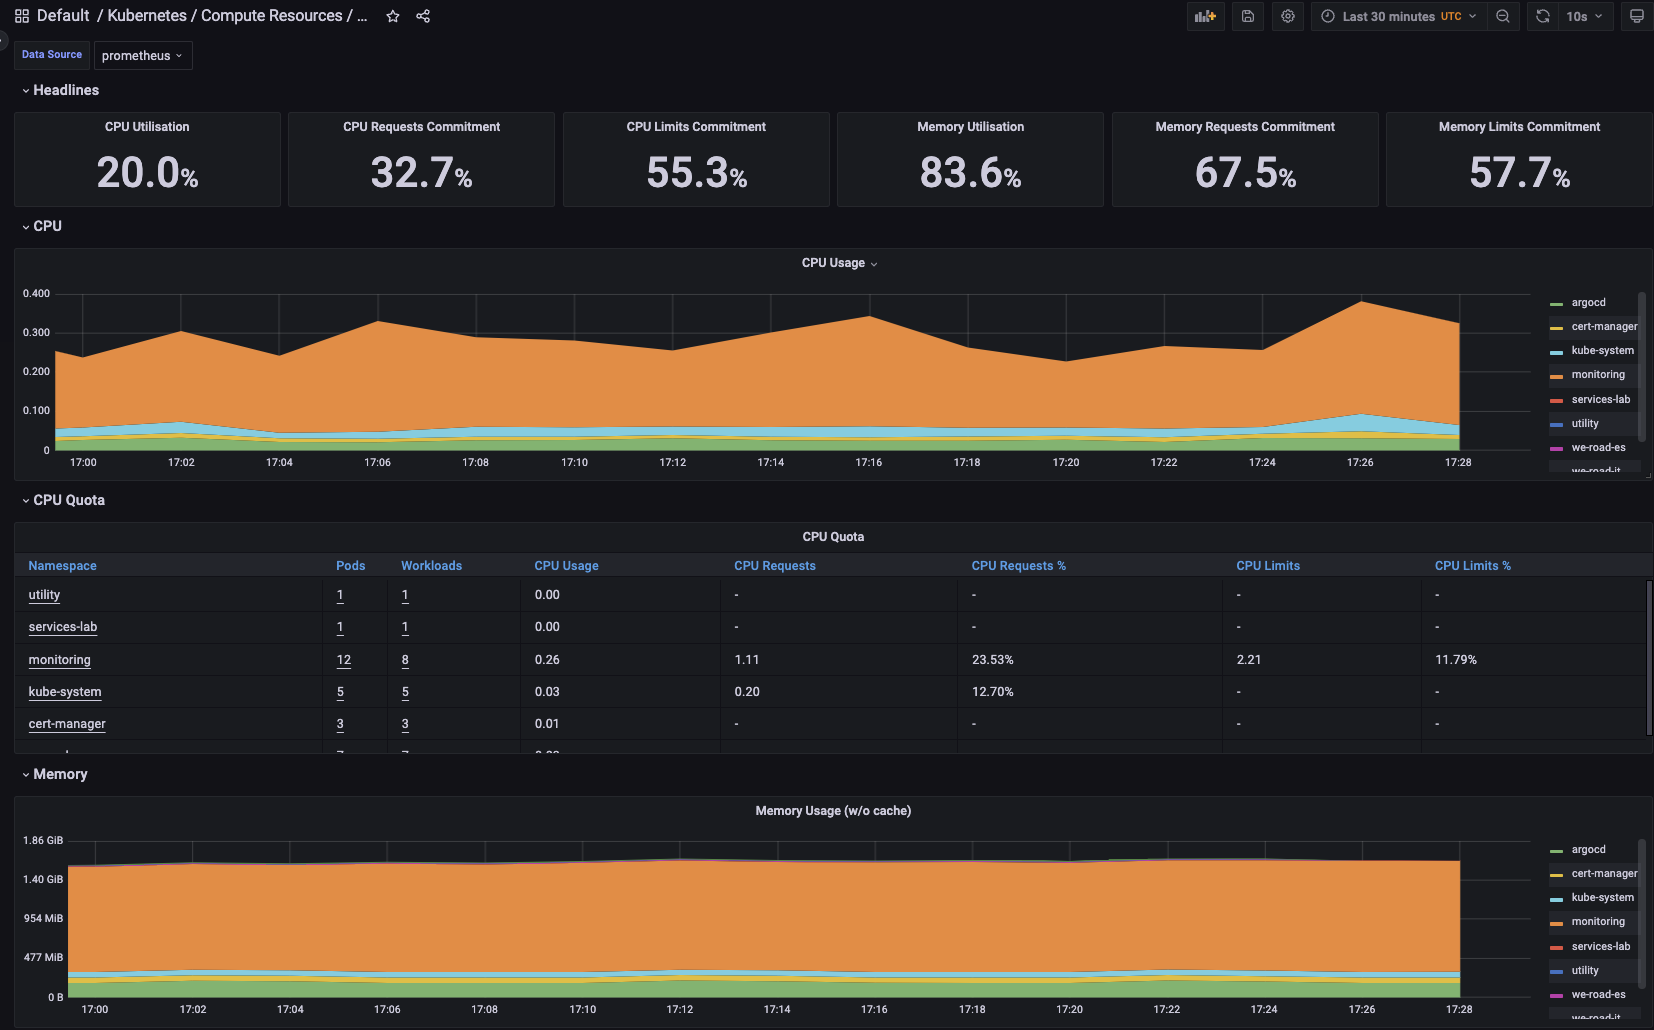 Default / Kubernetes / Compute Resources / ...
Last 30 minutes UTC
10s
Data Source
prometheus
Headlines
CPU Utilisation
20.0%
CPU Requests Commitment
32.7%
CPU Limits Commitment
55.3%
Memory Utilisation
83.6%
Memory Requests Commitment
67.5%
Memory Limits Commitment
57.7%
CPU
CPU Usage
0.400
0.300
0.200
0.100
0
17:00 17:02 17:04 17:06 17:08 17:10 17:12 17:14 17:16 17:18 17:20 17:22 17:24 17:26 17:28
argocd
cert-manager
kube-system
monitoring
services-lab
utility
we-road-es
we-road-it
CPU Quota
CPU Quota
Namespace Pods Workloads CPU Usage CPU Requests CPU Requests % CPU Limits CPU Limits %
utility 1 1 0.00 - - - -
services-lab 1 1 0.00 - - - -
monitoring 12 8 0.26 1.11 23.53% 2.21 11.79%
kube-system 5 5 0.03 0.20 12.70% - -
cert-manager 3 3 0.01 - - - -
Memory
Memory Usage (w/o cache)
1.86 GiB
1.40 GiB
954 MiB
477 MiB
0 B
17:00 17:02 17:04 17:06 17:08 17:10 17:12 17:14 17:16 17:18 17:20 17:22 17:24 17:26 17:28
argocd
cert-manager
kube-system
monitoring
services-lab
utility
we-road-es
we-road-it